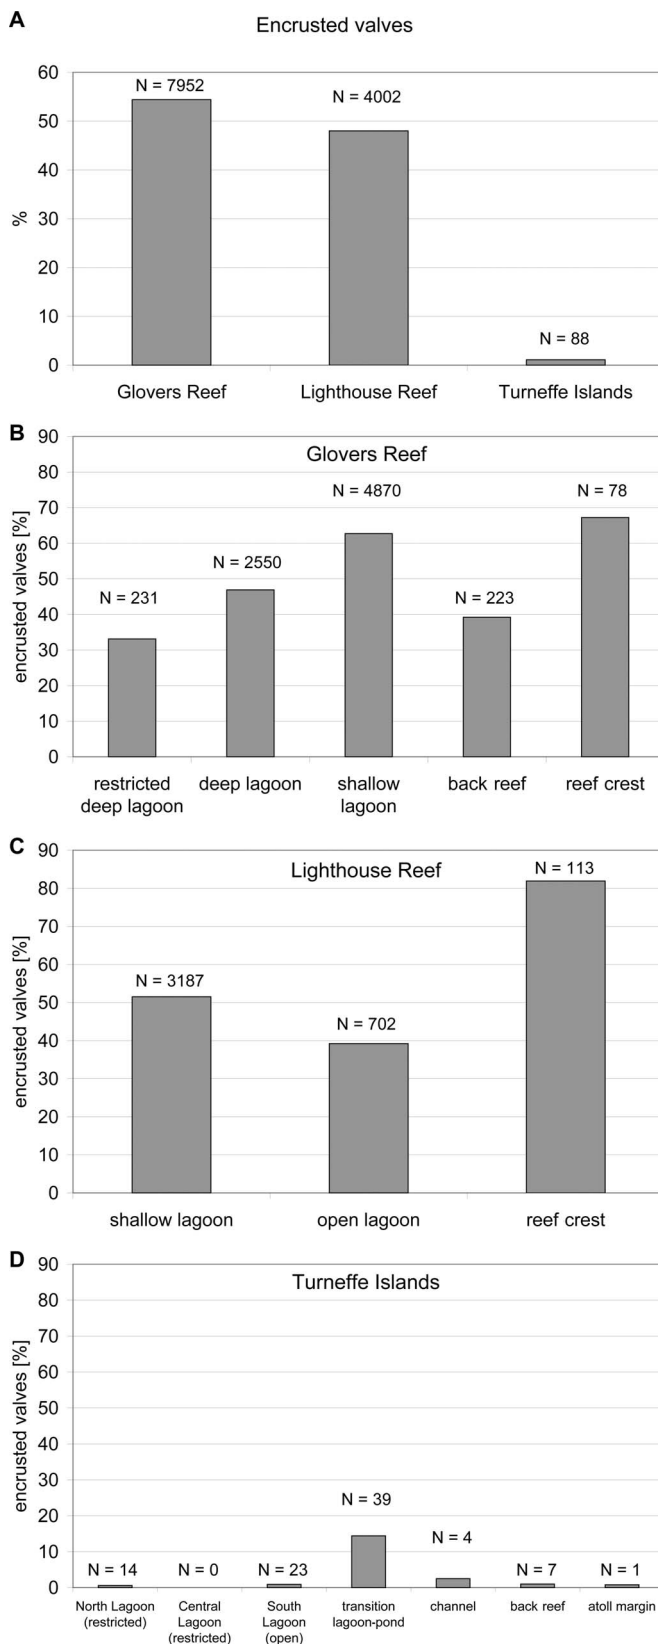 A
Encrusted valves
60
50
40
30
20
10
0
%
N = 7952
N = 4002
N = 88
Glovers Reef
Lighthouse Reef
Turneffe Islands
B
Glovers Reef
90
80
70
60
50
40
30
20
10
0
encrusted valves [%]
N = 231
N = 2550
N = 4870
N = 223
N = 78
restricted
deep lagoon
deep lagoon
shallow
lagoon
back reef
reef crest
C
Lighthouse Reef
90
80
70
60
50
40
30
20
10
0
encrusted valves [%]
N = 3187
N = 702
N = 113
shallow lagoon
open lagoon
reef crest
D
Turneffe Islands
90
80
70
60
50
40
30
20
10
0
encrusted valves [%]
N = 14
N = 0
N = 23
N = 39
N = 4
N = 7
N = 1
North Lagoon
(restricted)
Central
Lagoon
(restricted)
South
Lagoon
(open)
transition
lagoon-pond
channel
back reef
atoll margin